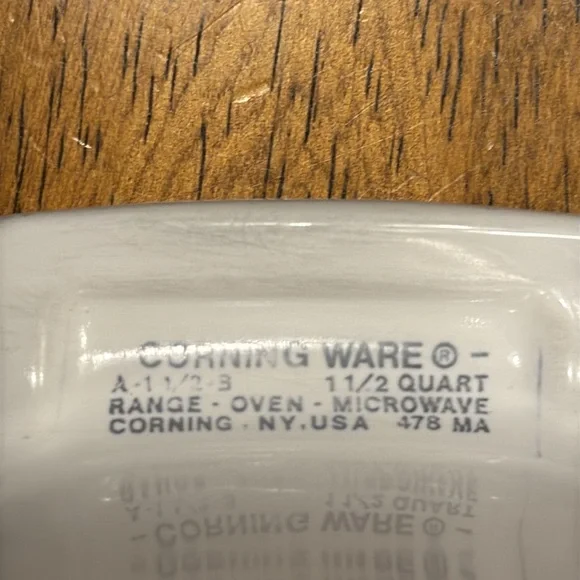 CORNING WARE ® -
A-1 1/2-B 1 1/2 QUART
RANGE - OVEN - MICROWAVE
CORNING . NY. USA 478 MA